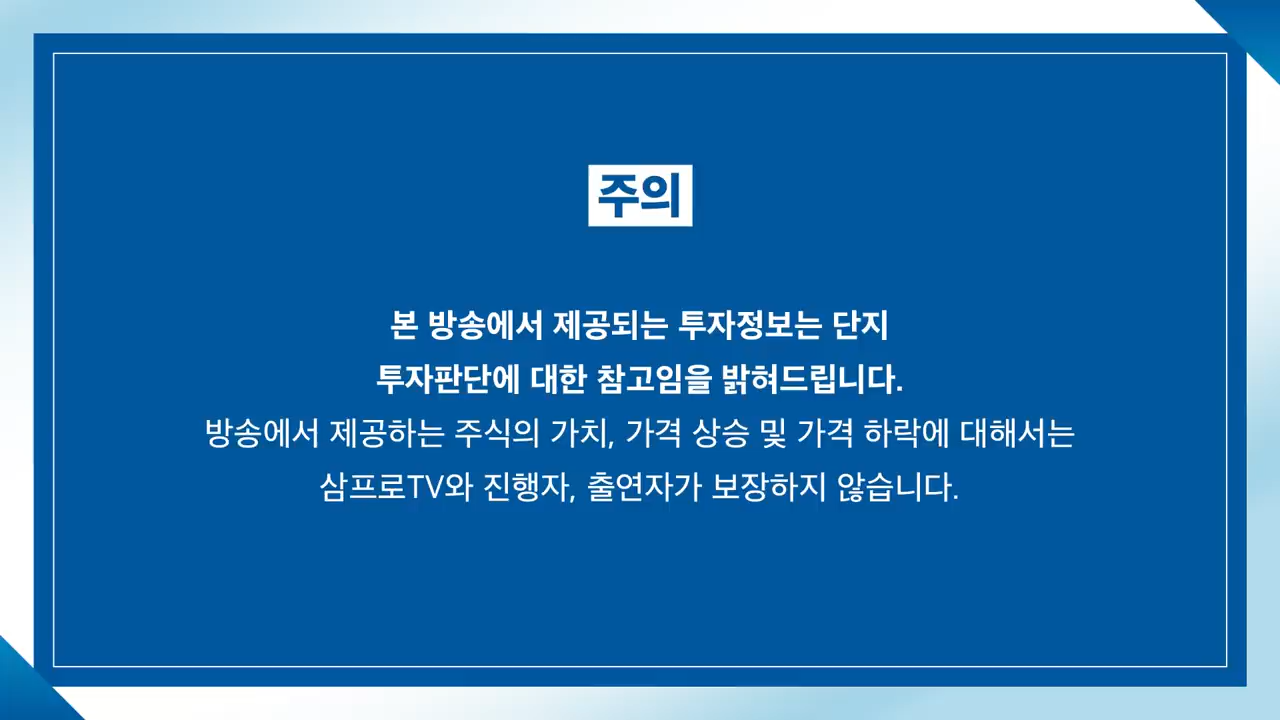 주의
본 방송에서 제공되는 투자정보는 단지
투자판단에 대한 참고임을 밝혀드립니다.
방송에서 제공하는 주식의 가치, 가격 상승 및 가격 하락에 대해서는
삼프로TV와 진행자, 출연자가 보장하지 않습니다.